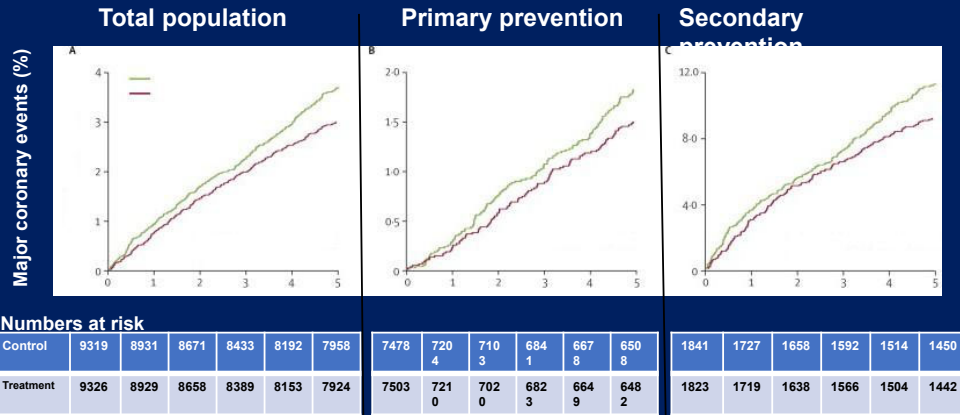 Total population
Primary prevention
Secondary
prevention
Major coronary events (%)
A
4
3
2
1
0
0 1 2 3 4 5
B
2·0
1·5
1·0
0·5
0
0 1 2 3 4 5
C
12.0
8·0
4·0
0
0 1 2 3 4 5
Numbers at risk
Control 9319 8931 8671 8433 8192 7958
Treatment 9326 8929 8658 8389 8153 7924
7478 720 710 684 667 650
4 3 1 8 8
7503 721 702 682 664 648
0 0 3 9 2
1841 1727 1658 1592 1514 1450
1823 1719 1638 1566 1504 1442